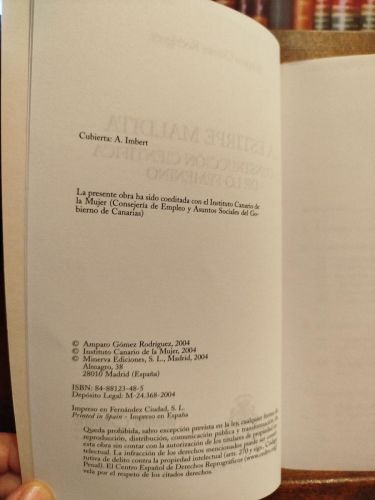 Cubierta: A. Imbert
La presente obra ha sido coeditada con el Instituto Canario de
la Mujer (Consejería de Empleo y Asuntos Sociales del Go-
bierno de Canarias)
© Amparo Gómez Rodríguez, 2004
© Instituto Canario de la Mujer, 2004
© Minerva Ediciones, S. L., Madrid, 2004
Almagro, 38
28010 Madrid (España)
ISBN: 84-88123-48-5
Depósito Legal: M-24.368-2004
Impreso en Fernández Ciudad, S. L.
Printed in Spain - Impreso en España
Queda prohibida, salvo excepción prevista en la ley, cualquier forma de
reproducción, distribución, comunicación pública y transformación de
esta obra sin contar con la autorización de los titulares de propiedad
intelectual. La infracción de los derechos mencionados puede ser cons-
titutiva de delito contra la propiedad intelectual (arts. 270 y sigs. Código
Penal). El Centro Español de Derechos Reprográficos (www.cedro.org)
vela por el respeto de los citados derechos.